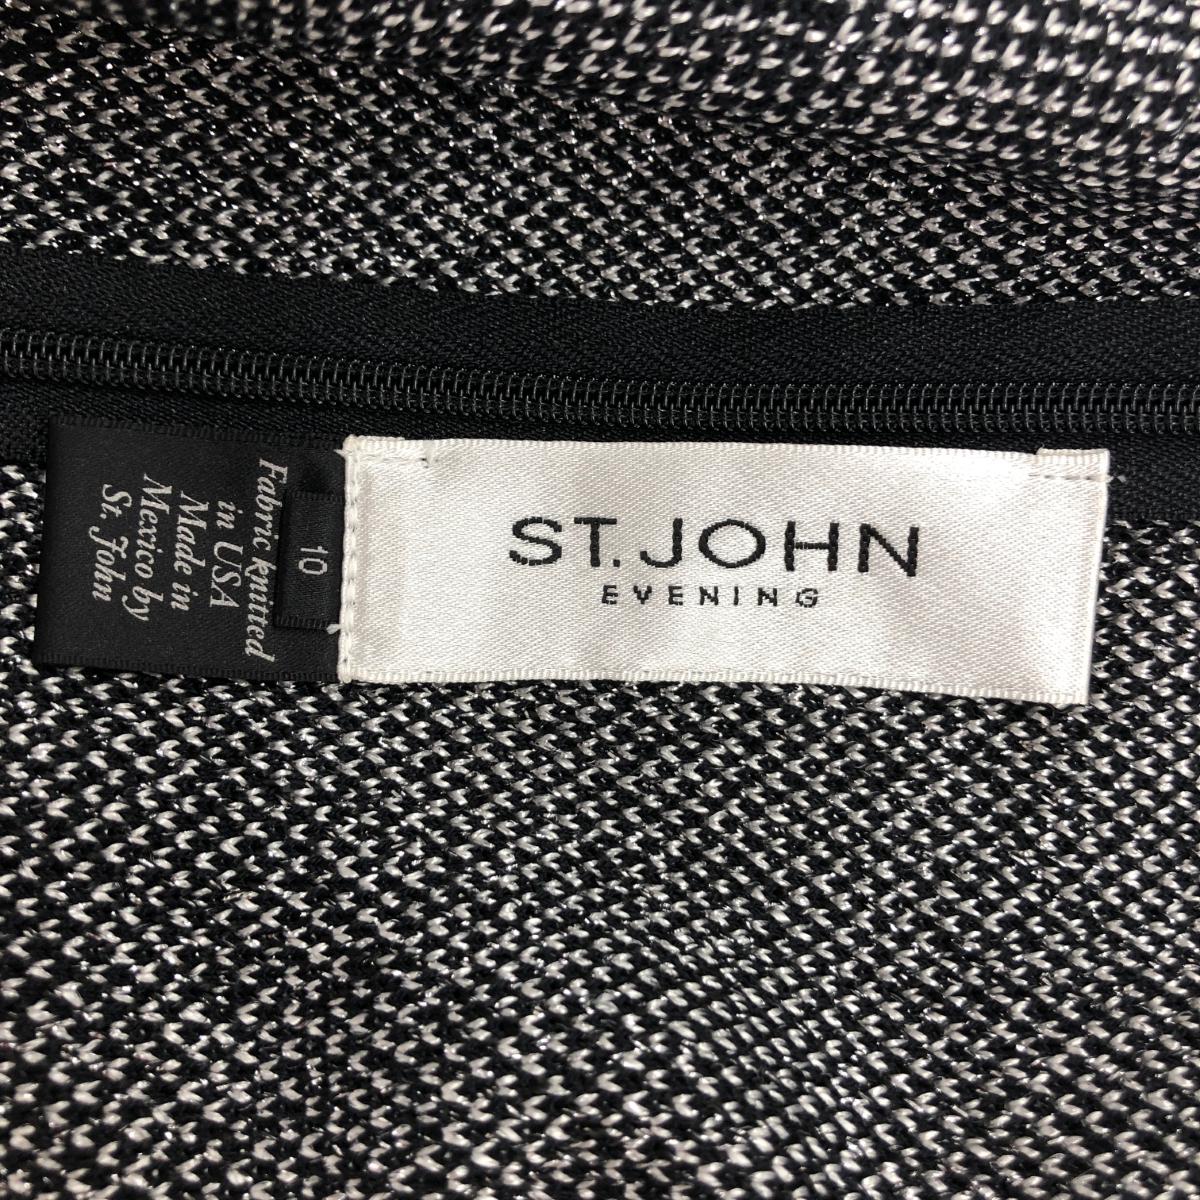 ST. JOHN
EVENING
10
Fabric knitted
in USA
Made in
Mexico by
St. John